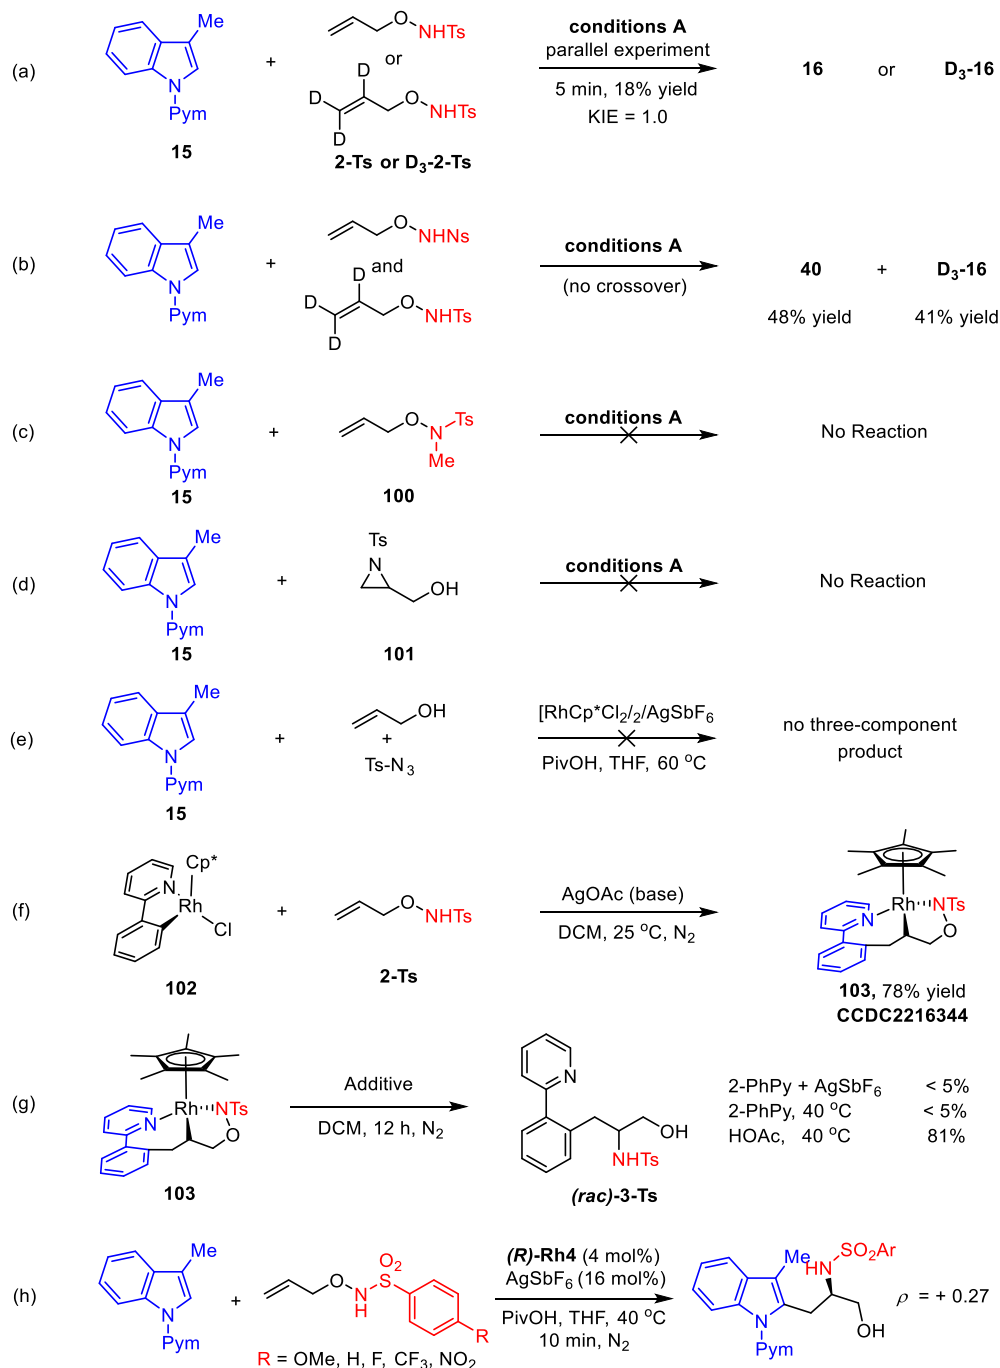 (a)
Me
N
Pym
15
+
O
NHTs
or
D
D
D
O
NHTs
2-Ts or D3-2-Ts
conditions A
parallel experiment
5 min, 18% yield
KIE = 1.0
16 or D3-16
(b)
Me
N
Pym
+
O
NHNs
and
D
D
D
O
NHTs
conditions A
(no crossover)
40 + D3-16
48% yield 41% yield
(c)
Me
N
Pym
15
+
O
N
Ts
Me
100
conditions A
No Reaction
(d)
Me
N
Pym
15
+
Ts
N
OH
101
conditions A
No Reaction
(e)
Me
N
Pym
15
+
OH
+
Ts-N3
[RhCp*Cl2/2/AgSbF6
PivOH, THF, 60 °C
no three-component
product
(f)
Cp*
N
Rh
Cl
102
+
O
NHTs
2-Ts
AgOAc (base)
DCM, 25 °C, N2
Rh
NTs
N
O
103, 78% yield
CCDC2216344
(g)
Rh
NTs
N
O
103
Additive
DCM, 12 h, N2
N
OH
NHTs
(rac)-3-Ts
2-PhPy + AgSbF6 < 5%
2-PhPy, 40 °C < 5%
HOAc, 40 °C 81%
(h)
Me
N
Pym
+
O
N
H
O2
S
R
R = OMe, H, F, CF3, NO2
(R)-Rh4 (4 mol%)
AgSbF6 (16 mol%)
PivOH, THF, 40 °C
10 min, N2
Me
SO2Ar
HN
OH
N
Pym
ρ = + 0.27